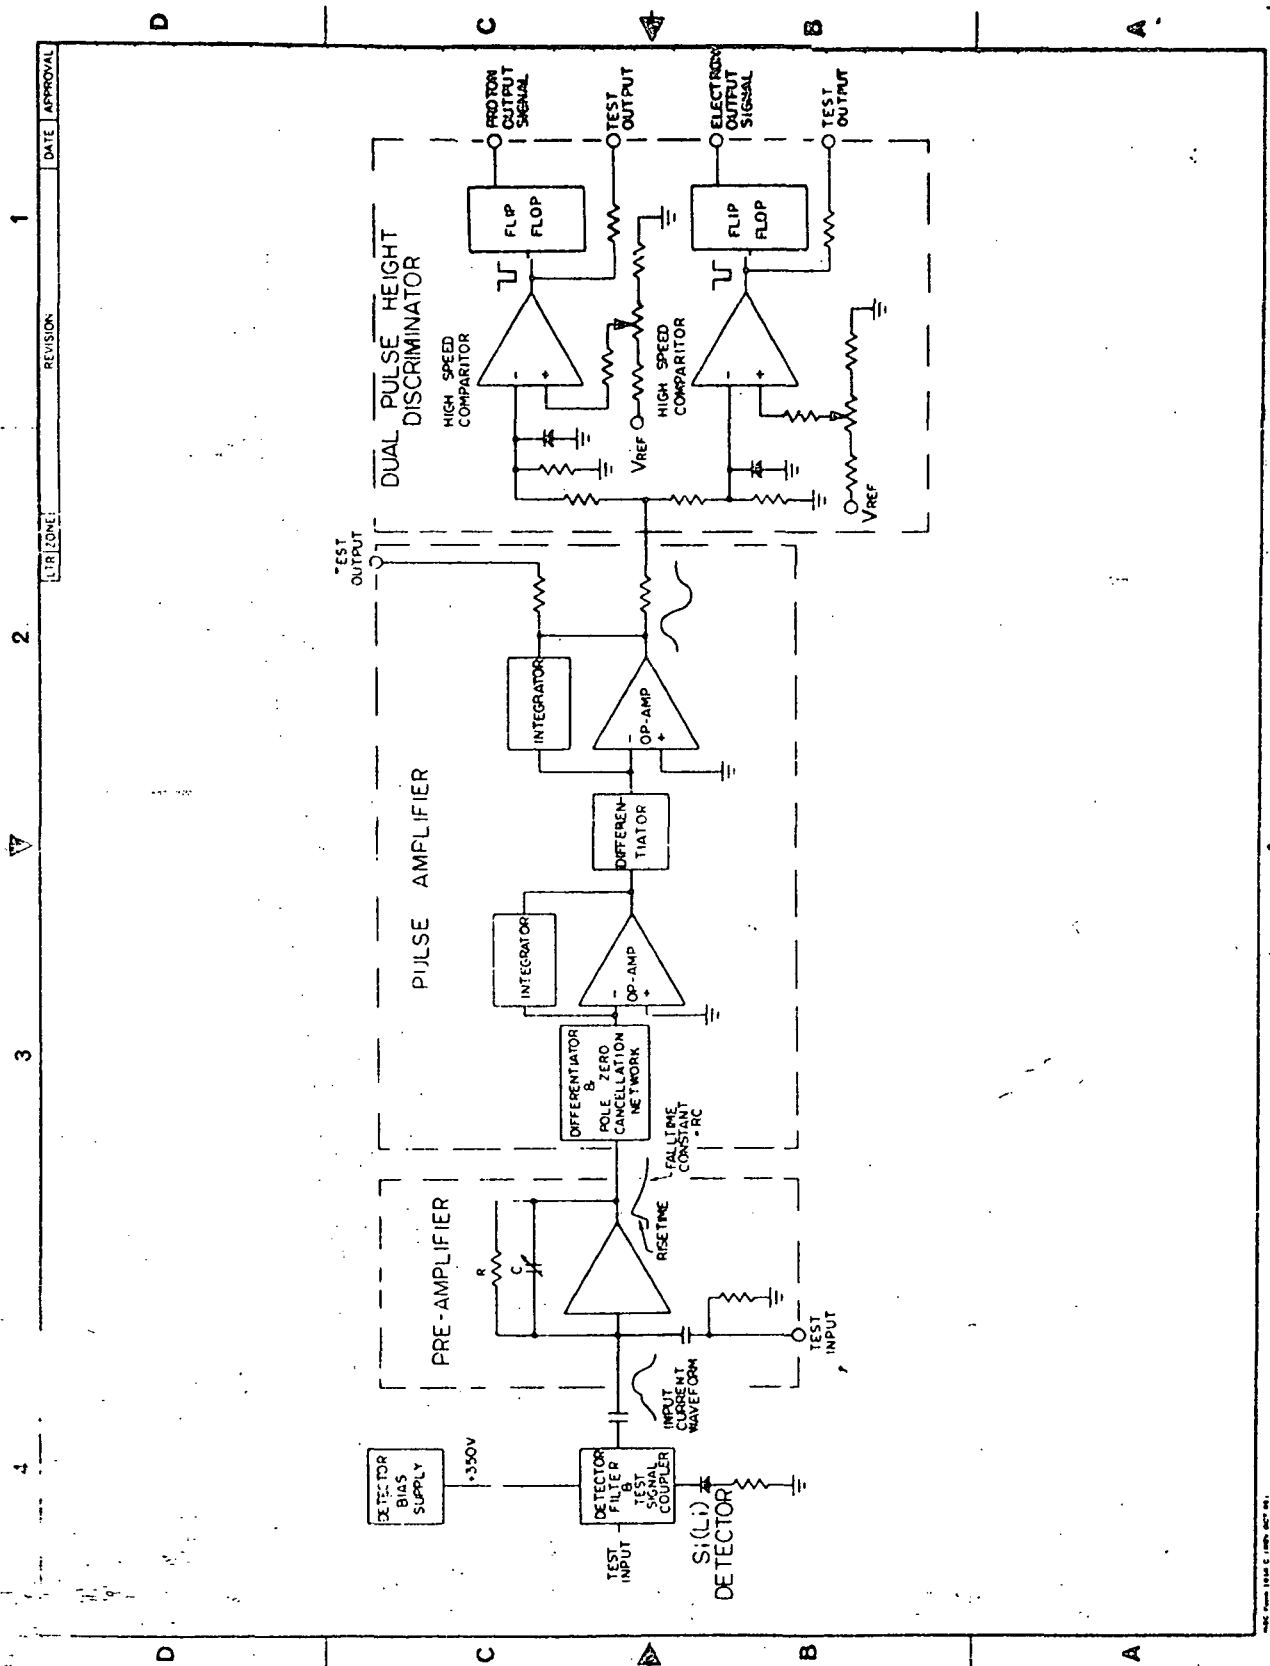 D
C
B
A
LTR
ZONE
REVISION
DATE
APPROVAL
4
3
2
1
DETECTOR
BIAS
SUPPLY
+350V
TEST
INPUT
DETECTOR
FILTER
&
TEST
SIGNAL
COUPLER
Si(Li)
DETECTOR
INPUT
CURRENT
WAVEFORM
PRE-AMPLIFIER
R
C
TEST
INPUT
RISETIME
FALLTIME
CONSTANT
-RC
PULSE AMPLIFIER
DIFFERENTIATOR
&
POLE ZERO
CANCELLATION
NETWORK
INTEGRATOR
-
OP-AMP
+
DIFFEREN-
TIATOR
INTEGRATOR
-
OP-AMP
+
TEST
OUTPUT
DUAL PULSE HEIGHT
DISCRIMINATOR
HIGH SPEED
COMPARITOR
-
+
FLIP
FLOP
PROTON
OUTPUT
SIGNAL
TEST
OUTPUT
VREF
HIGH SPEED
COMPARITOR
-
+
FLIP
FLOP
ELECTRON
OUTPUT
SIGNAL
TEST
OUTPUT
VREF
D
C
B
A